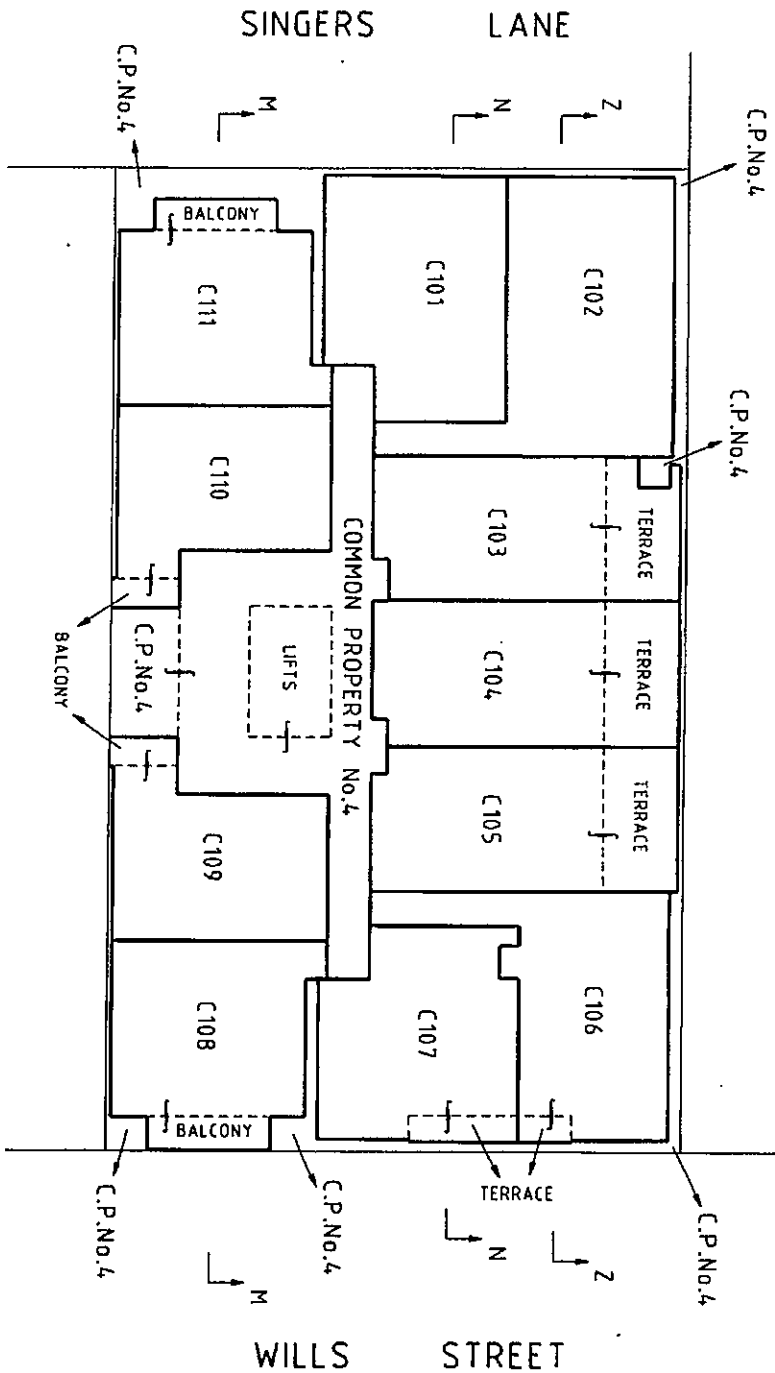 SINGERS LANE
C.P.No.4
M
N
Z
C.P.No.4
BALCONY
C111
C101
C102
C.P.No.4
C110
C103
TERRACE
COMMON PROPERTY No.4
BALCONY
C.P.No.4
LIFTS
C104
TERRACE
C109
C105
TERRACE
C108
C107
C106
BALCONY
TERRACE
C.P.No.4
C.P.No.4
C.P.No.4
M
N
Z
WILLS STREET